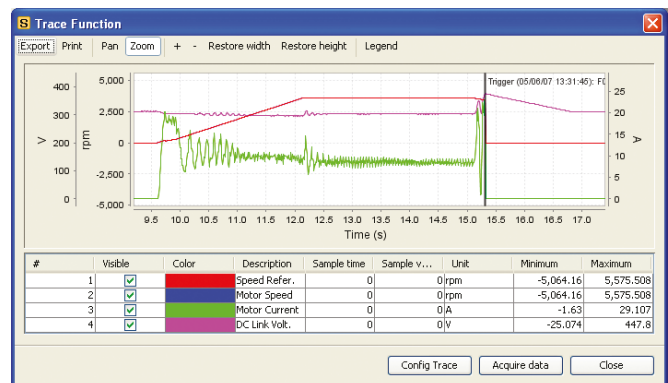 S Trace Function
Export Print Pan Zoom + - Restore width Restore height Legend
Trigger (05/06/07 13:31:45): F0
400 300 200 100 0
V
5,000 2,500 0 -2,500 -5,000
rpm
25 20 15 10 5 0
A
9.5 10.0 10.5 11.0 11.5 12.0 12.5 13.0 13.5 14.0 14.5 15.0 15.5 16.0 16.5 17.0
Time (s)
# Visible Color Description Sample time Sample v... Unit Minimum Maximum
1 Speed Refer. 0 0 rpm -5,064.16 5,575.508
2 Motor Speed 0 0 rpm -5,064.16 5,575.508
3 Motor Current 0 0 A -1.63 29.107
4 DC Link Volt. 0 0 V -25.074 447.8
Config Trace Acquire data Close